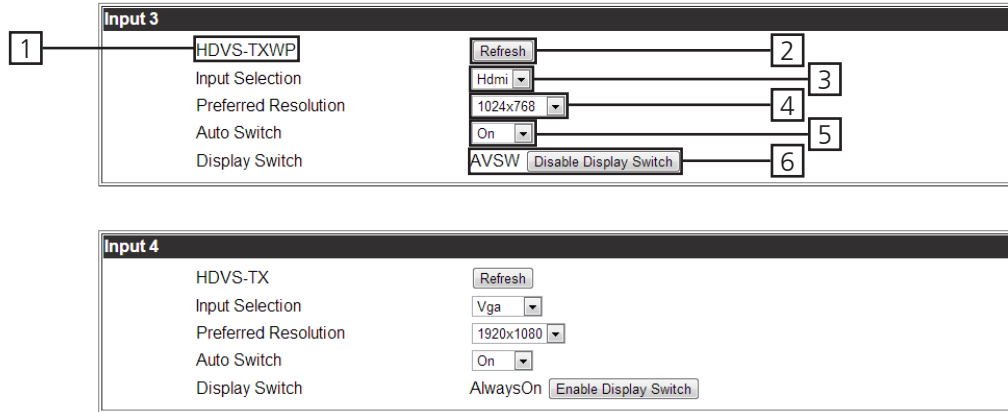 Input 3
1 HDVS-TXWP Refresh 2
Input Selection Hdmi 3
Preferred Resolution 1024x768 4
Auto Switch On 5
Display Switch AVSW Disable Display Switch 6
Input 4
HDVS-TX Refresh
Input Selection Vga
Preferred Resolution 1920x1080
Auto Switch On
Display Switch AlwaysOn Enable Display Switch